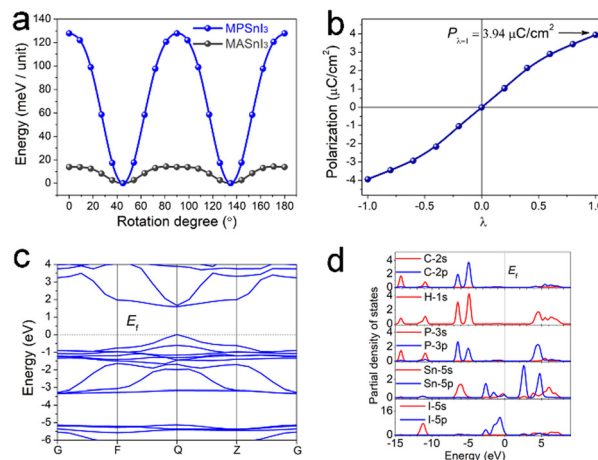 a
MPSnI₃
MASnI₃
Energy (meV / unit)
140
120
100
80
60
40
20
0
0 20 40 60 80 100 120 140 160 180
Rotation degree (°)
b
P_{λ=1} = 3.94 μC/cm²
Polarization (μC/cm²)
4
3
2
1
0
-1
-2
-3
-4
-1.0 -0.5 0.0 0.5 1.0
λ
c
E_f
Energy (eV)
4
3
2
1
0
-1
-2
-3
-4
-5
-6
G F Q Z G
d
E_f
Partial density of states
4
2
0
C-2s
C-2p
4
2
0
H-1s
4
2
0
P-3s
P-3p
4
2
0
Sn-5s
Sn-5p
16
0
I-5s
I-5p
-15 -10 -5 0 5
Energy (eV)